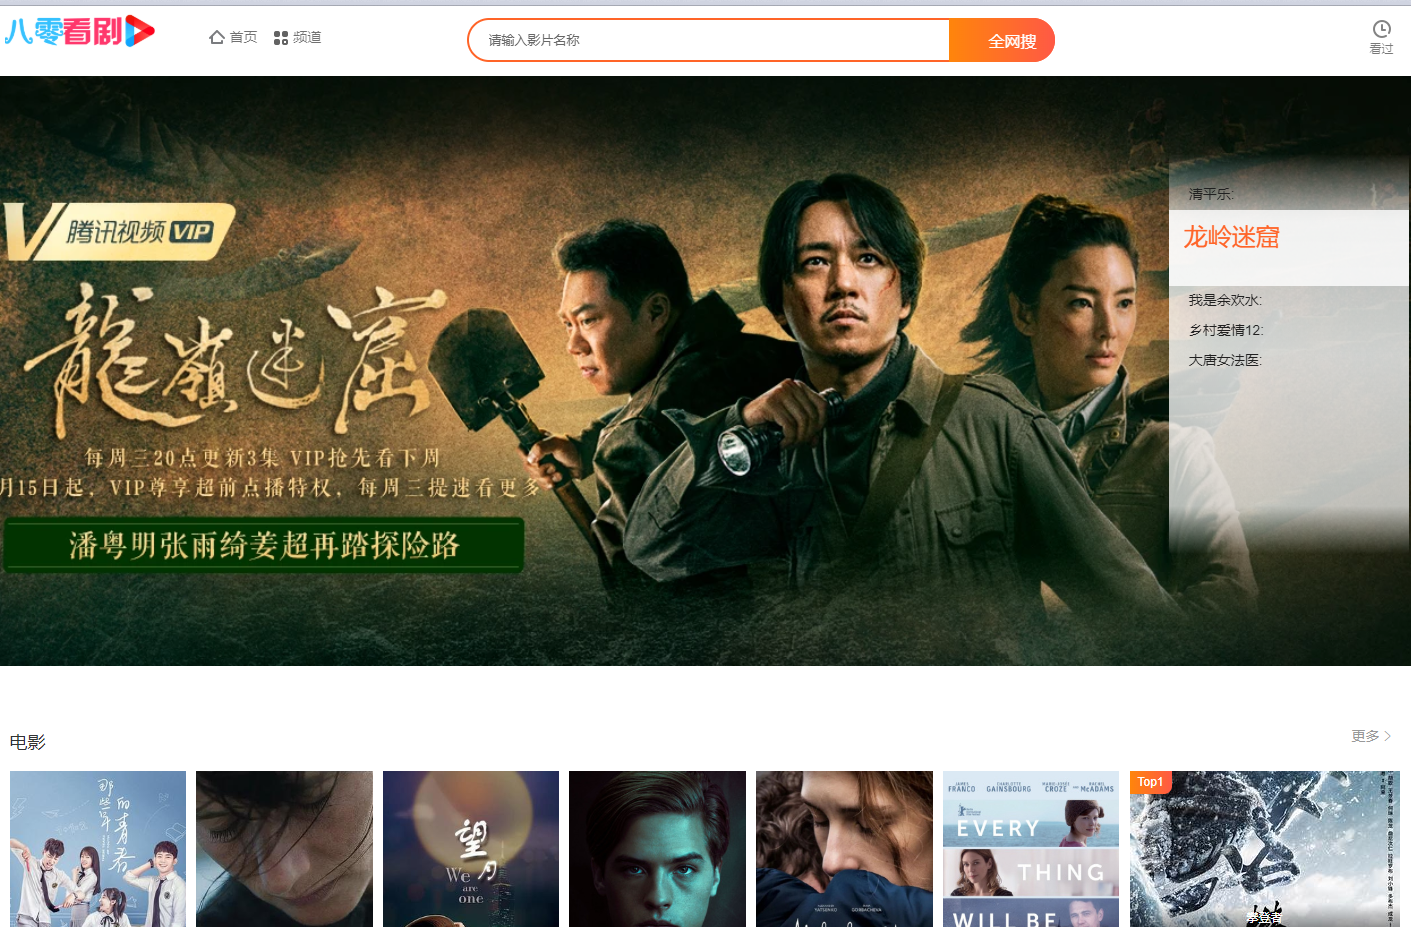 八零看剧
首页 频道
请输入影片名称
全网搜
看过
腾讯视频 VIP
龍嶺迷窟
每周三20点更新3集 VIP抢先看下周
月15日起，VIP尊享超前点播特权，每周三提速看更多
潘粤明张雨绮姜超再踏探险路
清平乐:
龙岭迷窟
我是余欢水:
乡村爱情12:
大唐女法医:
电影
更多
那些年的青春
望月
We
are
one
JAMES FRANCO CHARLOTTE GAINSBOURG MARIE-JOSÉE CROZE RACHEL McADAMS
EVERY
THING
WILL BE
Top1
攀登者